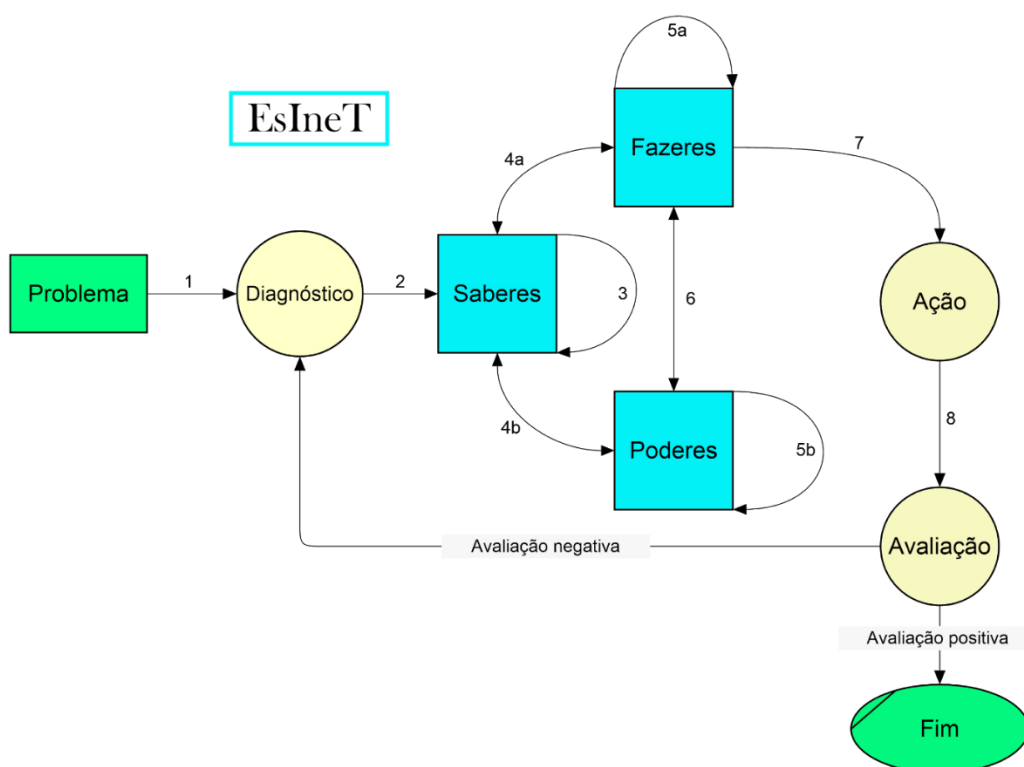 5a
EsIneT
Fazeres
7
4a
Problema
1
Diagnóstico
2
Saberes
3
6
Ação
4b
Poderes
5b
8
Avaliação negativa
Avaliação
Avaliação positiva
Fim